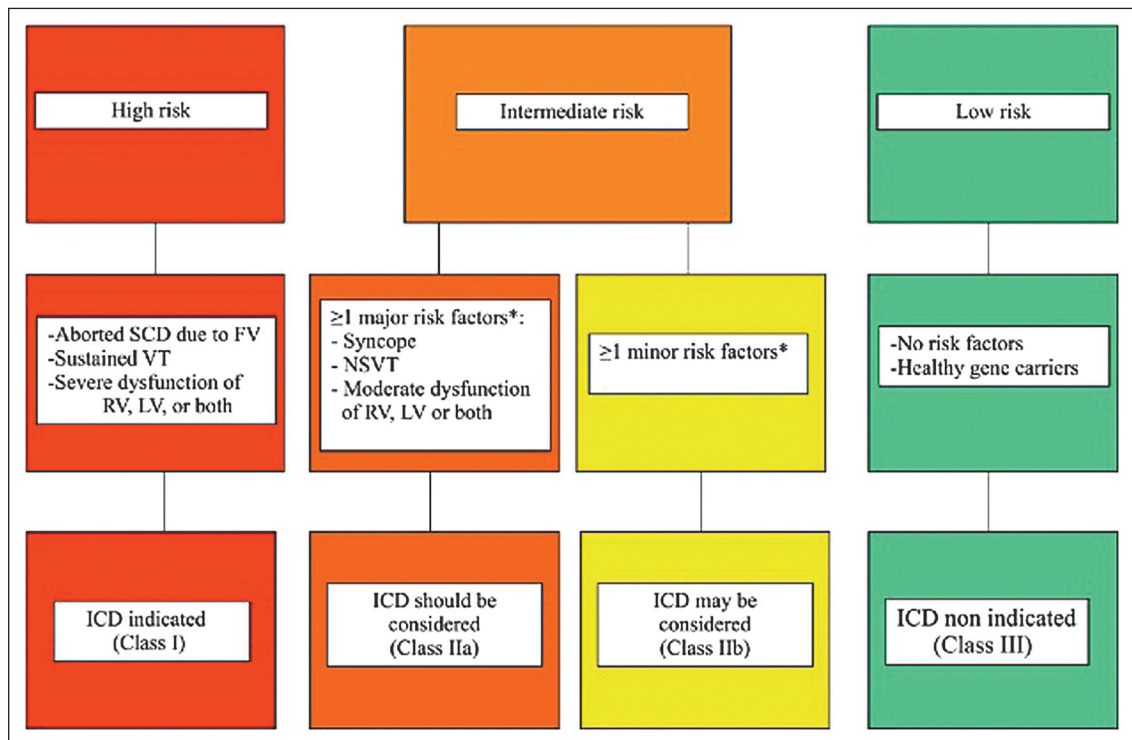 High risk
Intermediate risk
Low risk
-Aborted SCD due to FV
-Sustained VT
-Severe dysfunction of
RV, LV, or both
≥1 major risk factors*:
- Syncope
- NSVT
- Moderate dysfunction
of RV, LV or both
≥1 minor risk factors*
-No risk factors
-Healthy gene carriers
ICD indicated
(Class I)
ICD should be
considered
(Class IIa)
ICD may be
considered
(Class IIb)
ICD non indicated
(Class III)